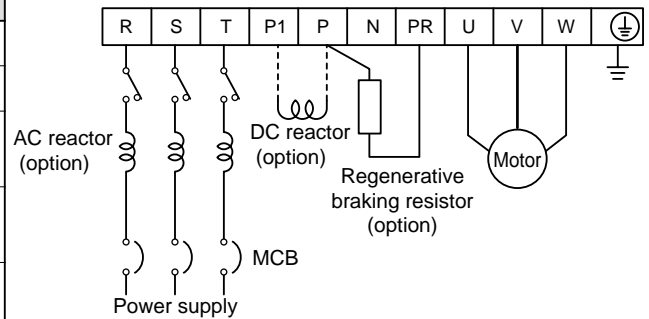 R S T P1 P N PR U V W
AC reactor
(option)
DC reactor
(option)
Regenerative
braking resistor
(option)
Motor
MCB
Power supply